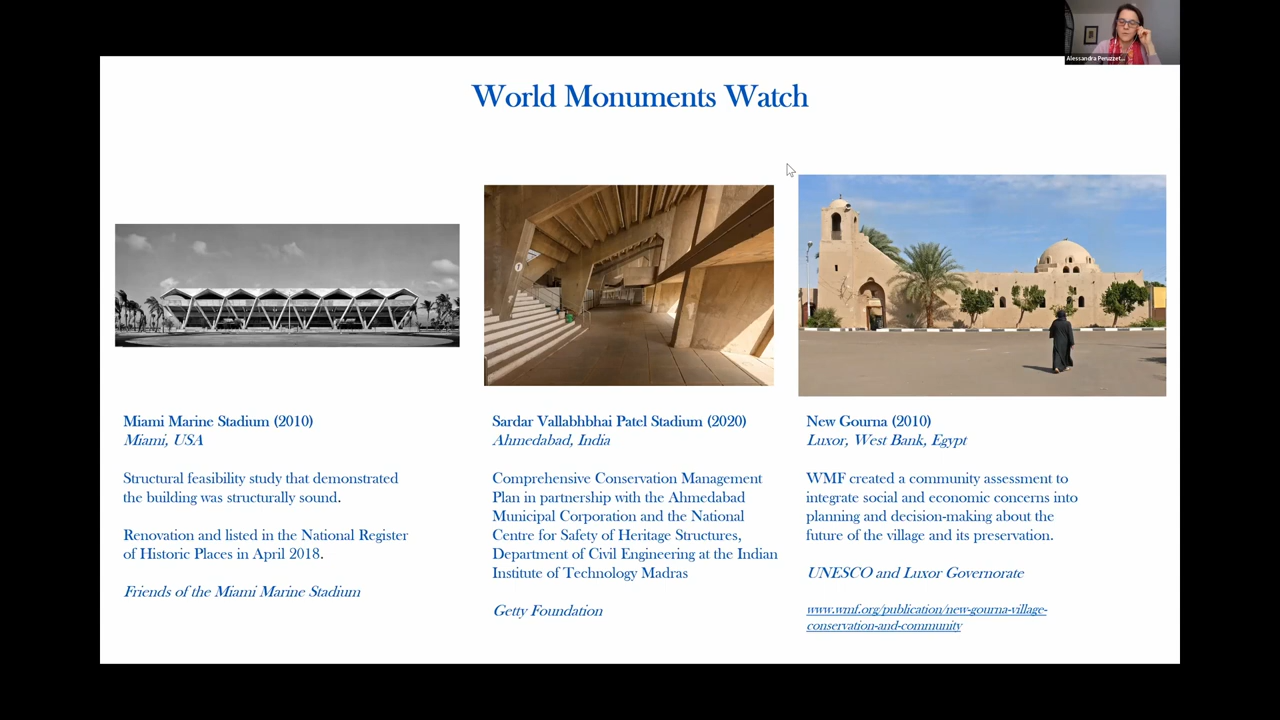 Alessandra Peruzzet...
World Monuments Watch
Miami Marine Stadium (2010)
Miami, USA
Structural feasibility study that demonstrated
the building was structurally sound.
Renovation and listed in the National Register
of Historic Places in April 2018.
Friends of the Miami Marine Stadium
Sardar Vallabhbhai Patel Stadium (2020)
Ahmedabad, India
Comprehensive Conservation Management
Plan in partnership with the Ahmedabad
Municipal Corporation and the National
Centre for Safety of Heritage Structures,
Department of Civil Engineering at the Indian
Institute of Technology Madras
Getty Foundation
New Gourna (2010)
Luxor, West Bank, Egypt
WMF created a community assessment to
integrate social and economic concerns into
planning and decision-making about the
future of the village and its preservation.
UNESCO and Luxor Governorate
www.wmf.org/publication/new-gourna-village-
conservation-and-community